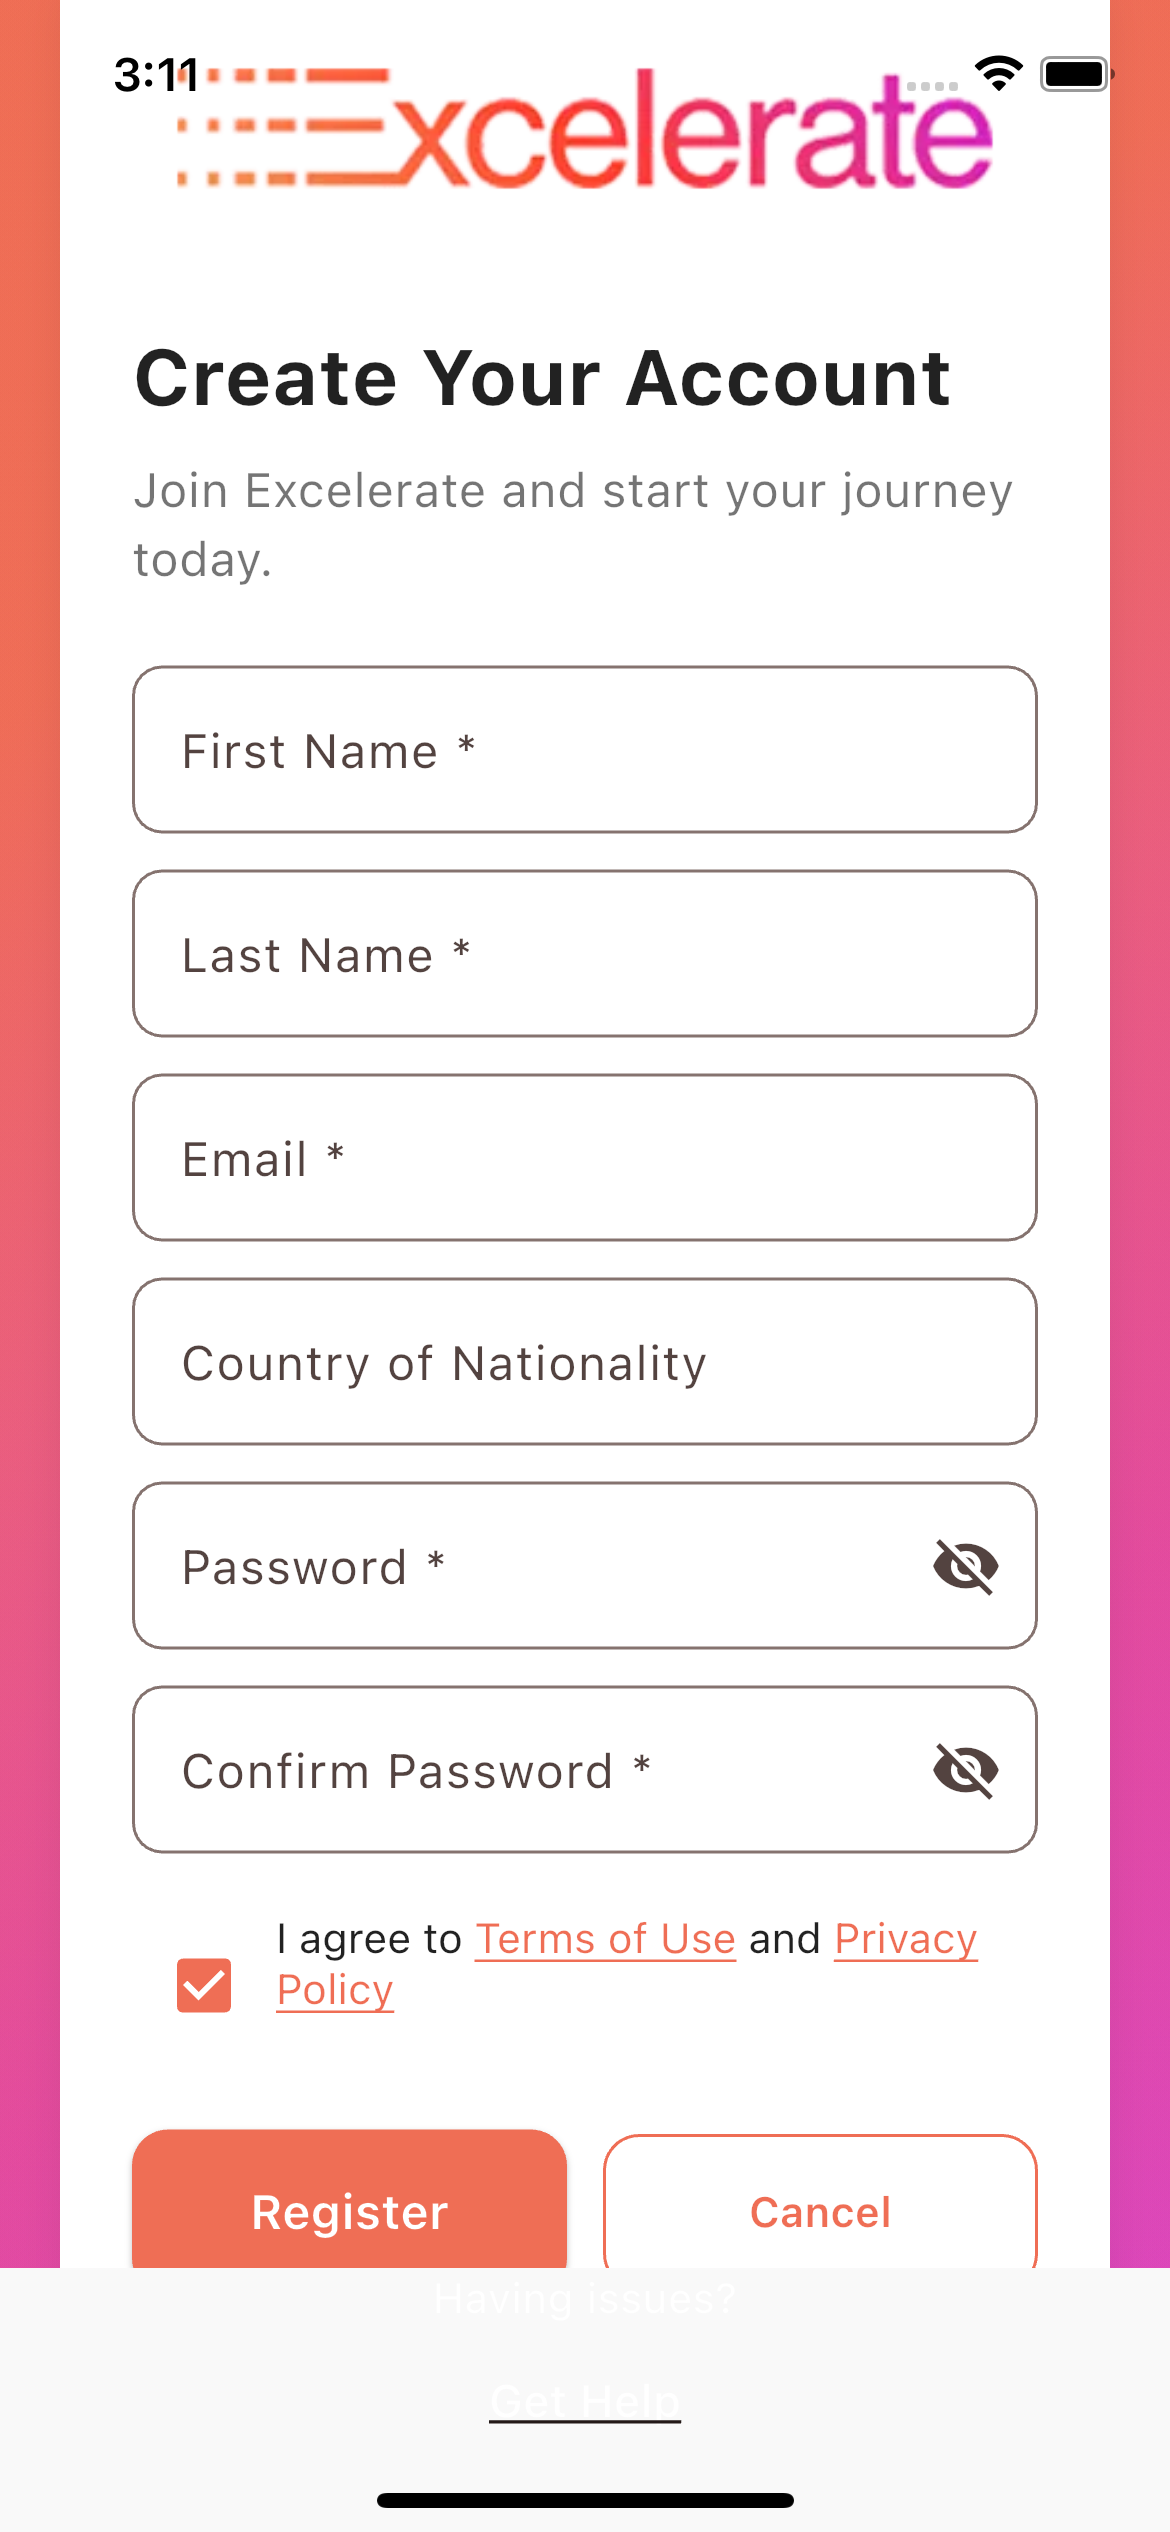 3:11
Excelerate
Create Your Account
Join Excelerate and start your journey
today.
First Name *
Last Name *
Email *
Country of Nationality
Password *
Confirm Password *
I agree to Terms of Use and Privacy
Policy
Register
Cancel
Having issues?
Get Help